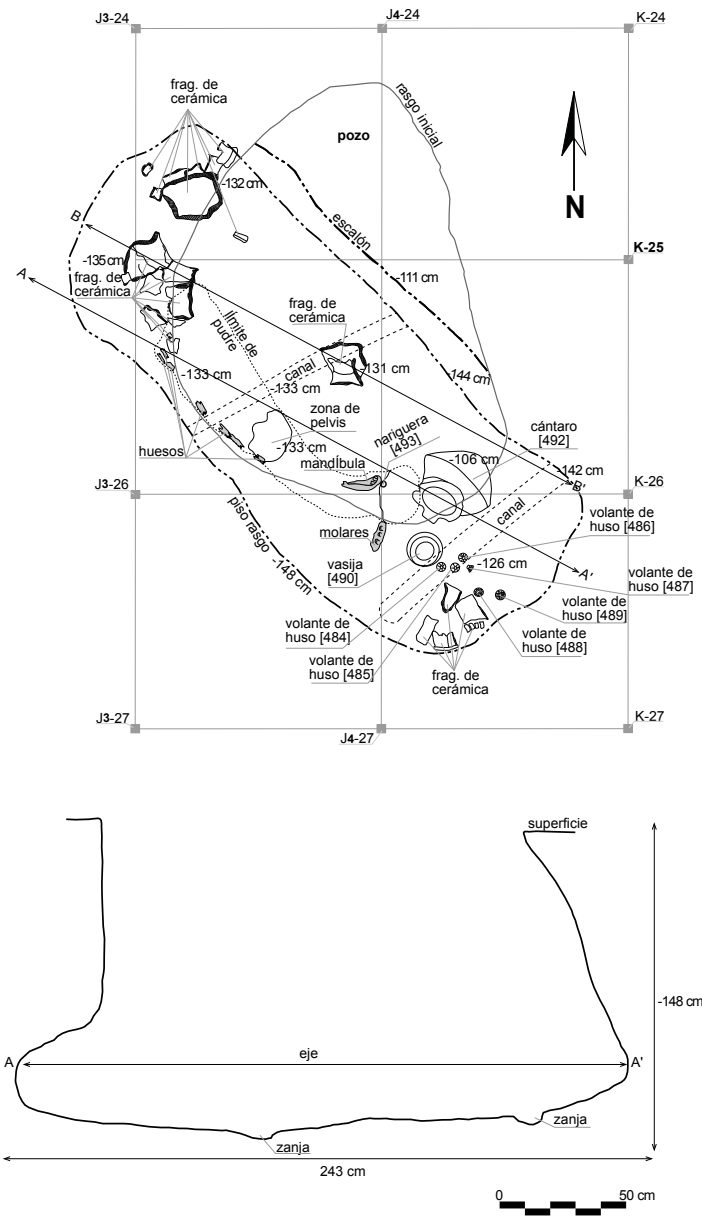 J3-24
J4-24
K-24
frag. de
cerámica
rasgo inicial
pozo
-132 cm
N
B
escalón
K-25
-135 cm
A
-111 cm
frag. de
cerámica
frag. de
cerámica
límite de
pudre
canal
-131 cm
-144 cm
-133 cm
-133 cm
zona de
pelvis
nariguera
[493]
cántaro
[492]
-133 cm
huesos
mandíbula
-106 cm
-142 cm
J3-26
B'
K-26
canal
piso rasgo -148 cm
volante de
huso [486]
molares
vasija
[490]
-126 cm
A'
volante de
huso [487]
volante de
huso [489]
volante de
huso [484]
volante de
huso [488]
volante de
huso [485]
frag. de
cerámica
J3-27
J4-27
K-27
superficie
-148 cm
A
eje
A'
zanja
zanja
243 cm
0
50 cm